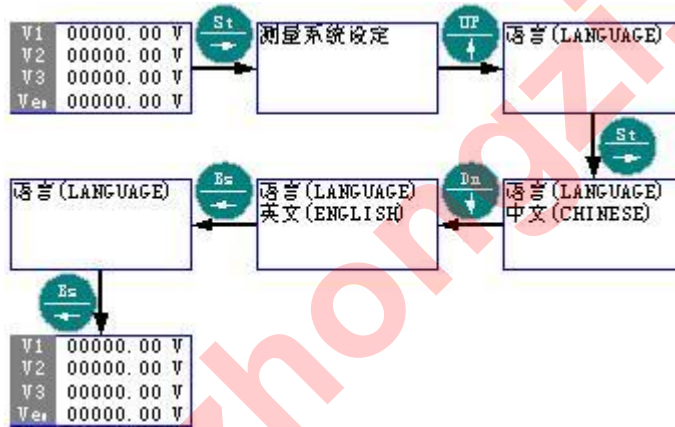 V1 00000.00 V
V2 00000.00 V
V3 00000.00 V
00000.00 V
St
测量系统设定
UP
语言(LANGUAGE)
St
语言(LANGUAGE)
中文(CHINESE)
Dn
语言(LANGUAGE)
英文(ENGLISH)
Es
语言(LANGUAGE)
Es
V1 00000.00 V
V2 00000.00 V
V3 00000.00 V
00000.00 V